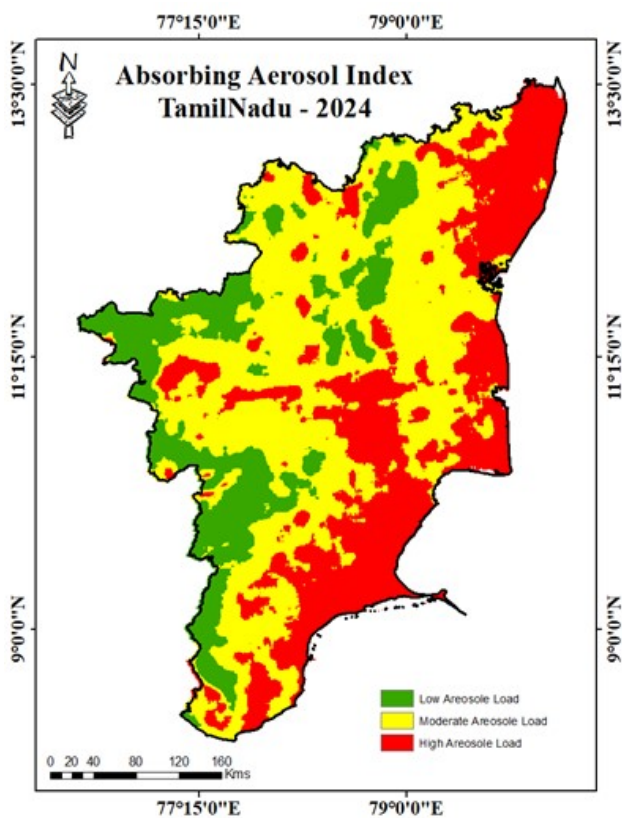 77°15'0"E 79°0'0"E
N
Absorbing Aerosol Index
TamilNadu - 2024
13°30'0"N 13°30'0"N
11°15'0"N 11°15'0"N
9°0'0"N 9°0'0"N
Low Areosole Load
Moderate Areosole Load
High Areosole Load
0 20 40 80 120 160
Kms
77°15'0"E 79°0'0"E